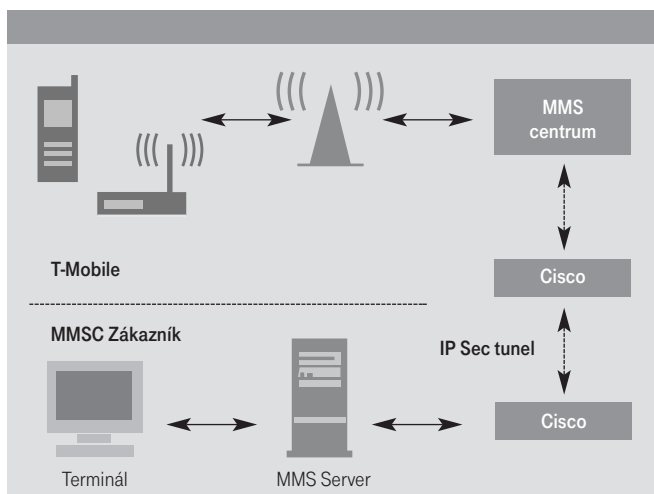 MMS
centrum
T-Mobile
Cisco
MMSC Zákazník
IP Sec tunel
Cisco
Terminál
MMS Server